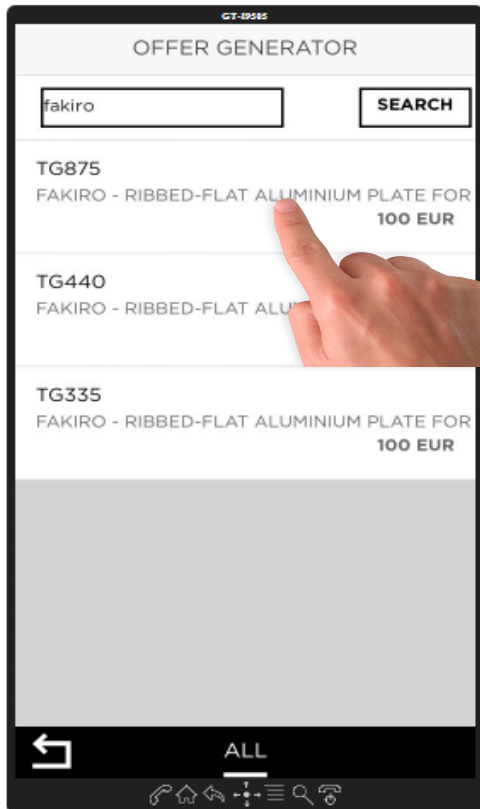 GT-I9505
OFFER GENERATOR
fakiro
SEARCH
TG875
FAKIRO - RIBBED-FLAT ALUMINIUM PLATE FOR
100 EUR
TG440
FAKIRO - RIBBED-FLAT ALU
TG335
FAKIRO - RIBBED-FLAT ALUMINIUM PLATE FOR
100 EUR
ALL